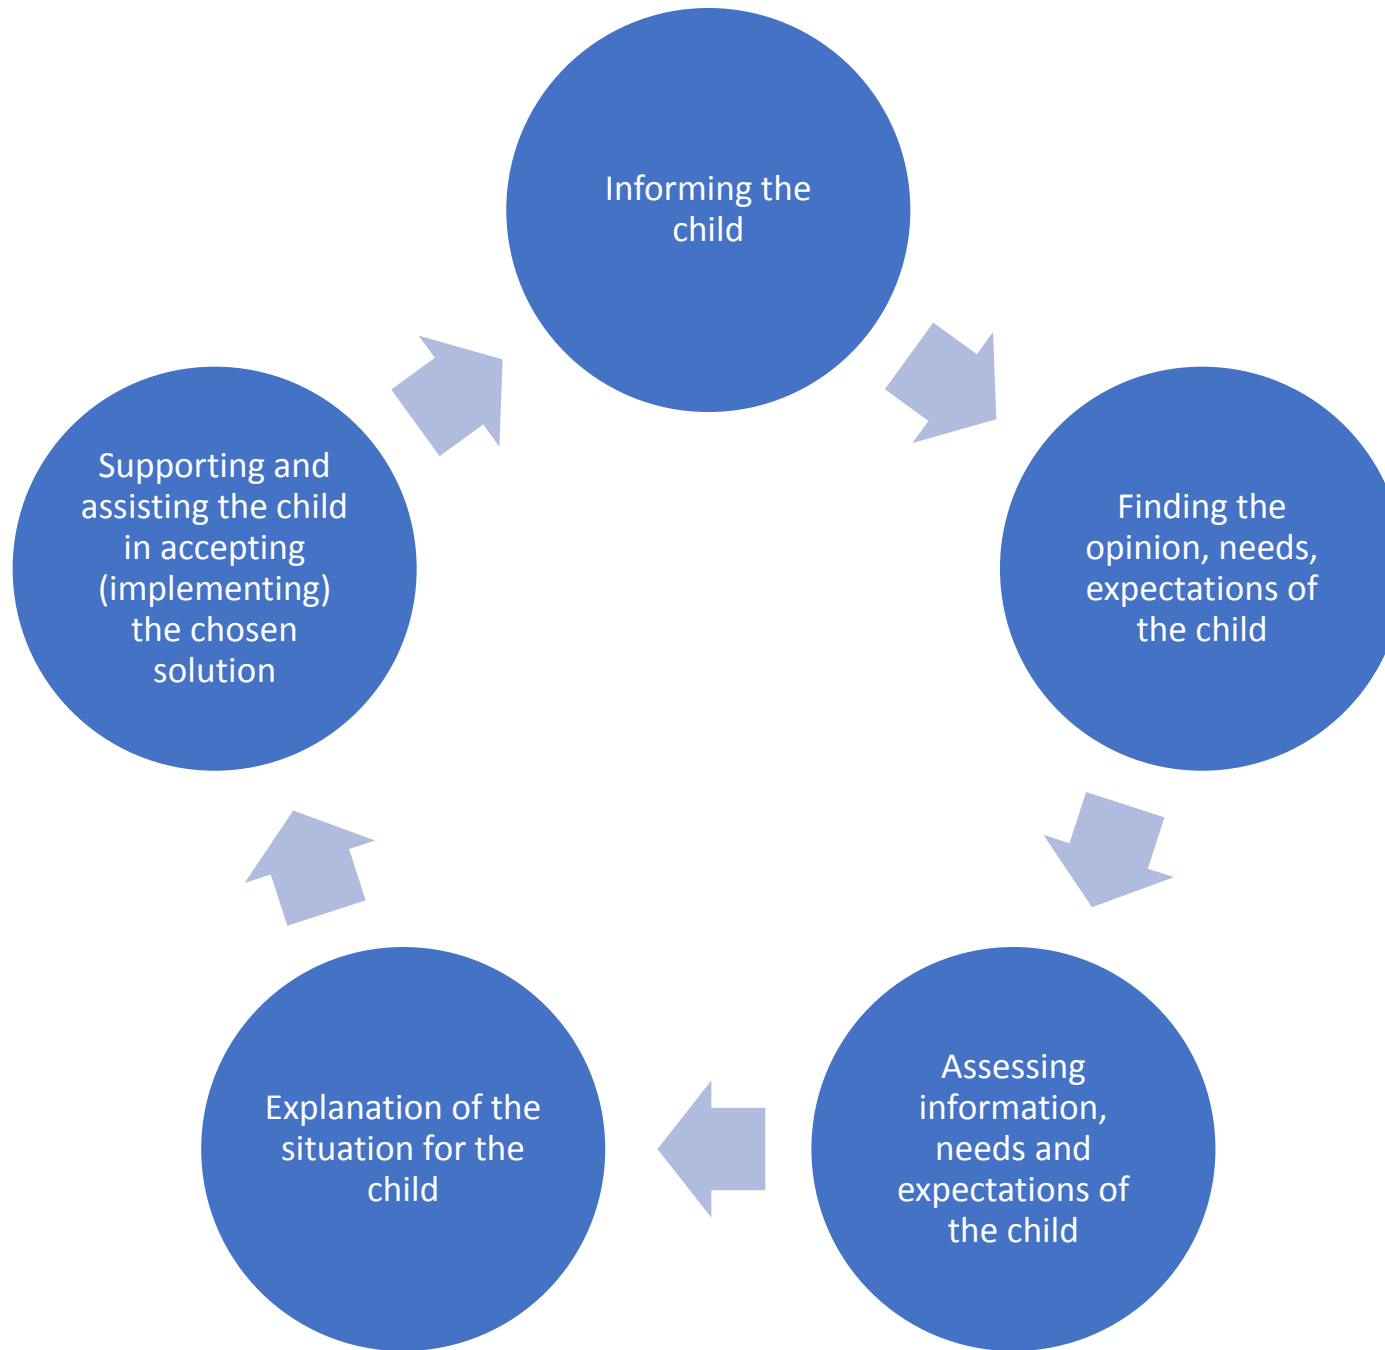 Informing the
child
Finding the
opinion, needs,
expectations of
the child
Assessing
information,
needs and
expectations of
the child
Explanation of the
situation for the
child
Supporting and
assisting the child
in accepting
(implementing)
the chosen
solution